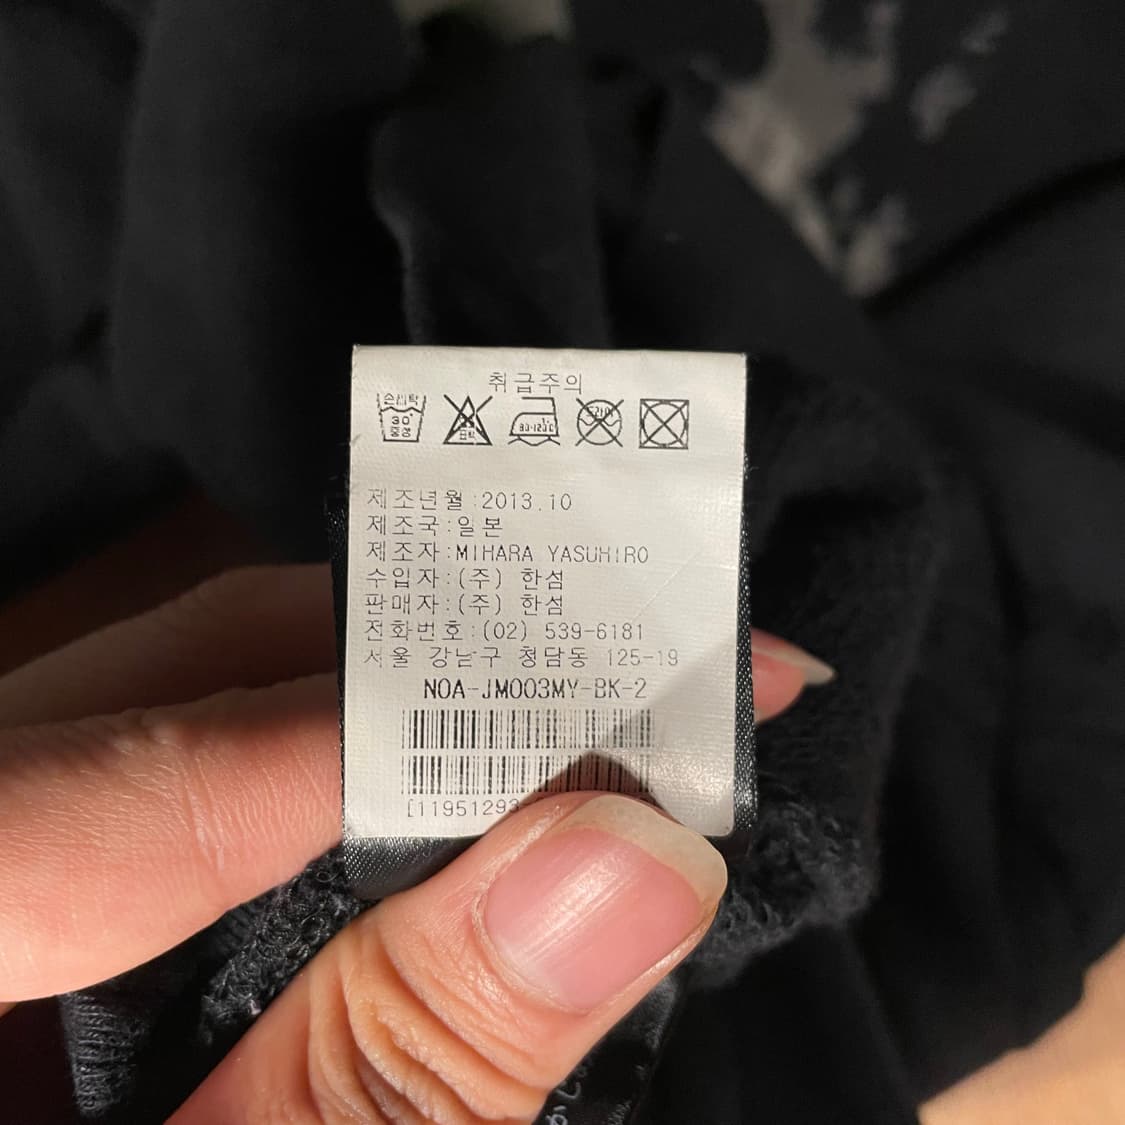 취급주의
손세탁
30°
중성
표백
80-120℃
드라이
제조년월:2013.10
제조국:일본
제조자:MIHARA YASUHIRO
수입자:(주) 한섬
판매자:(주) 한섬
전화번호:(02) 539-6181
서울 강남구 청담동 125-19
NOA-JM003MY-BK-2
[11951293